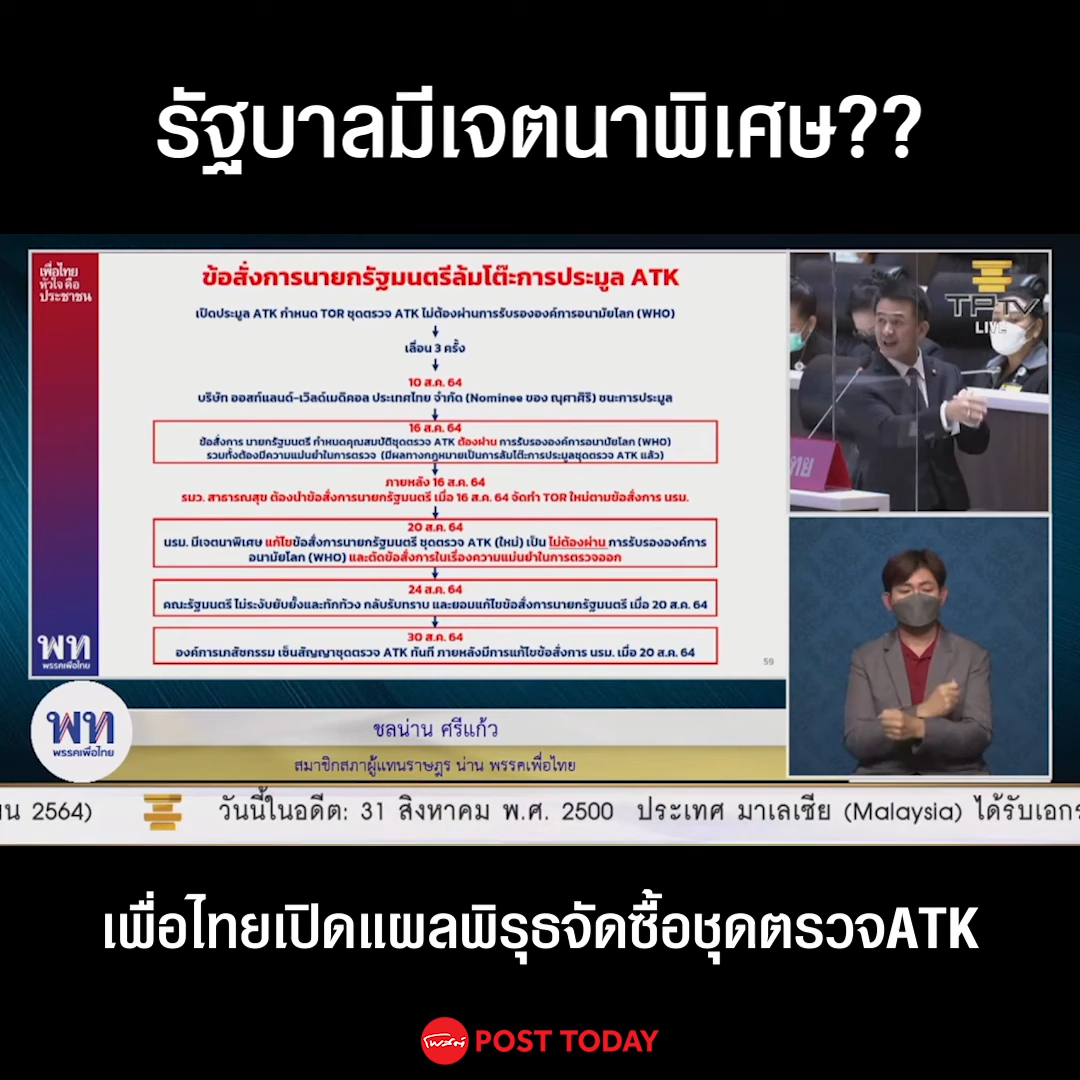 รัฐบาลมีเจตนาพิเศษ??
เพื่อไทย
หัวใจ คือ
ประชาชน
ข้อสั่งการนายกรัฐมนตรีล้มโต๊ะการประมูล ATK
เปิดประมูล ATK กำหนด TOR ชุดตรวจ ATK ไม่ต้องผ่านการรับรององค์การอนามัยโลก (WHO)
เลื่อน 3 ครั้ง
10 ส.ค. 64
บริษัท ออสท์แลนด์-เวิลด์เมดิคอล ประเทศไทย จำกัด (Nominee ของ ณุศาศิริ) ชนะการประมูล
16 ส.ค. 64
ข้อสั่งการ นายกรัฐมนตรี กำหนดคุณสมบัติชุดตรวจ ATK ต้องผ่าน การรับรององค์การอนามัยโลก (WHO)
รวมทั้งต้องมีความแม่นยำในการตรวจ (มีผลทางกฎหมายเป็นการล้มโต๊ะการประมูลชุดตรวจ ATK แล้ว)
ภายหลัง 16 ส.ค. 64
รมว. สาธารณสุข ต้องนำข้อสั่งการนายกรัฐมนตรี เมื่อ 16 ส.ค. 64 จัดทำ TOR ใหม่ตามข้อสั่งการ นรม.
20 ส.ค. 64
นรม. มีเจตนาพิเศษ แก้ไขข้อสั่งการนายกรัฐมนตรี ชุดตรวจ ATK (ใหม่) เป็น ไม่ต้องผ่าน การรับรององค์การ
อนามัยโลก (WHO) และตัดข้อสั่งการในเรื่องความแม่นยำในการตรวจออก
24 ส.ค. 64
คณะรัฐมนตรี ไม่ระงับยับยั้งและทักท้วง กลับรับทราบ และยอมแก้ไขข้อสั่งการนายกรัฐมนตรี เมื่อ 20 ส.ค. 64
30 ส.ค. 64
องค์การเภสัชกรรม เซ็นสัญญาชุดตรวจ ATK ทันที ภายหลังมีการแก้ไขข้อสั่งการ นรม. เมื่อ 20 ส.ค. 64
59
พท
พรรคเพื่อไทย
TPTV
LIVE
พท
พรรคเพื่อไทย
ชลน่าน ศรีแก้ว
สมาชิกสภาผู้แทนราษฎร น่าน พรรคเพื่อไทย
2564) วันนี้ในอดีต: 31 สิงหาคม พ.ศ. 2500 ประเทศ มาเลเซีย (Malaysia) ได้รับเอกร
เพื่อไทยเปิดแผลพิรุธจัดซื้อชุดตรวจATK
โพสต์ POST TODAY